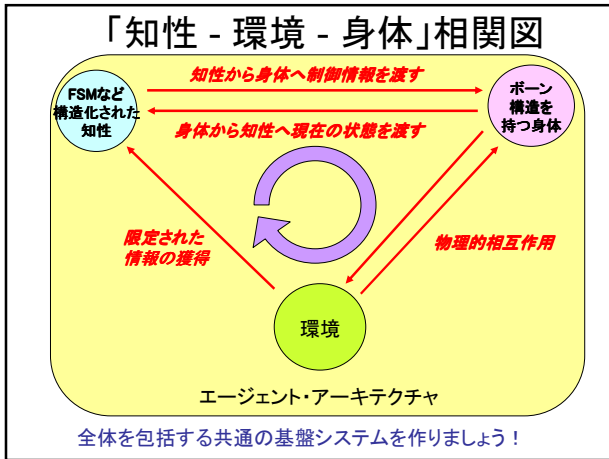 「知性 - 環境 - 身体」相関図
知性から身体へ制御情報を渡す
FSMなど
構造化された
知性
ボーン
構造を
持つ身体
身体から知性へ現在の状態を渡す
限定された
情報の獲得
物理的相互作用
環境
エージェント・アーキテクチャ
全体を包括する共通の基盤システムを作りましょう！